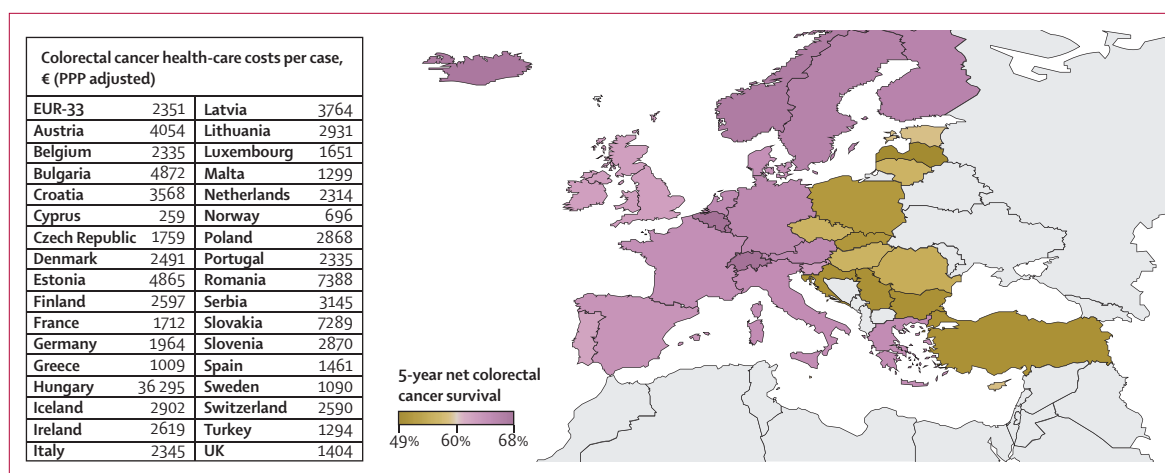 Colorectal cancer health-care costs per case,
€ (PPP adjusted)
EUR-33 2351 Latvia 3764
Austria 4054 Lithuania 2931
Belgium 2335 Luxembourg 1651
Bulgaria 4872 Malta 1299
Croatia 3568 Netherlands 2314
Cyprus 259 Norway 696
Czech Republic 1759 Poland 2868
Denmark 2491 Portugal 2335
Estonia 4865 Romania 7388
Finland 2597 Serbia 3145
France 1712 Slovakia 7289
Germany 1964 Slovenia 2870
Greece 1009 Spain 1461
Hungary 36 295 Sweden 1090
Iceland 2902 Switzerland 2590
Ireland 2619 Turkey 1294
Italy 2345 UK 1404
5-year net colorectal
cancer survival
49% 60% 68%